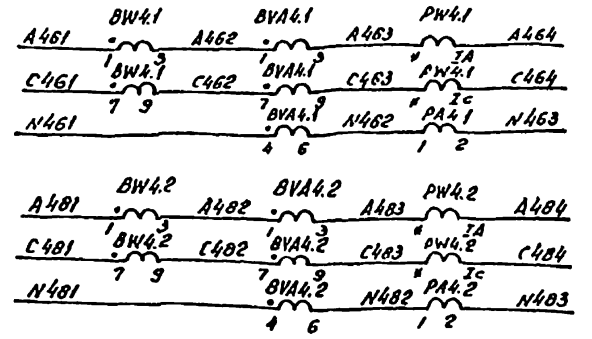 BW4.1 BVA4.1 PW4.1
A461 A462 A463 A464
1 3 1 3 * IA
C461 BW4.1 C462 BVA4.1 C463 PW4.1 C464
7 9 7 9 * Ic
N461 BVA4.1 N462 PA4.1 N463
4 6 1 2
BW4.2 BVA4.2 PW4.2
A481 A482 A483 A484
1 3 1 3 * IA
C481 BW4.2 C482 BVA4.2 C483 PW4.2 C484
7 9 7 9 * Ic
N481 BVA4.2 N482 PA4.2 N483
4 6 1 2